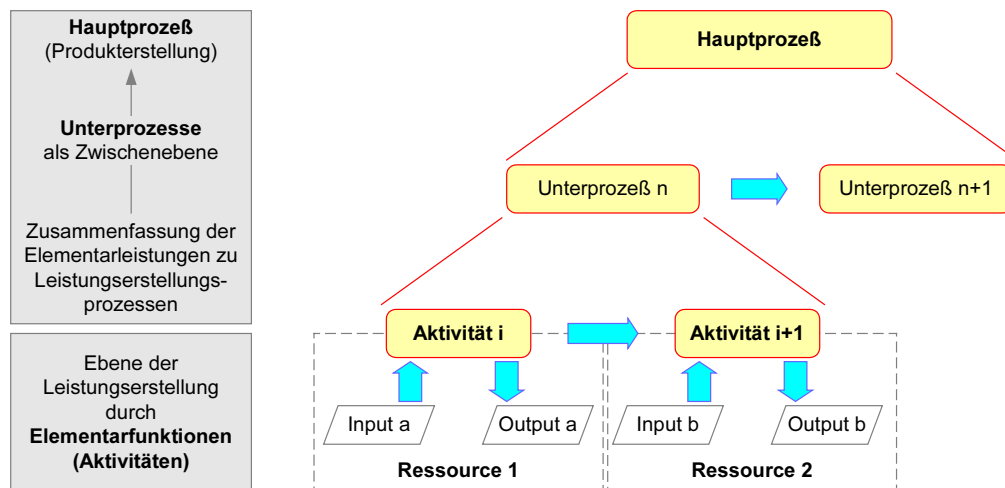 Hauptprozeß
(Produkterstellung)
Unterprozesse
als Zwischenebene
Zusammenfassung der
Elementarleistungen zu
Leistungserstellungs-
prozessen
Ebene der
Leistungserstellung
durch
Elementarfunktionen
(Aktivitäten)
Hauptprozeß
Unterprozeß n
Unterprozeß n+1
Aktivität i
Aktivität i+1
Input a
Output a
Input b
Output b
Ressource 1
Ressource 2